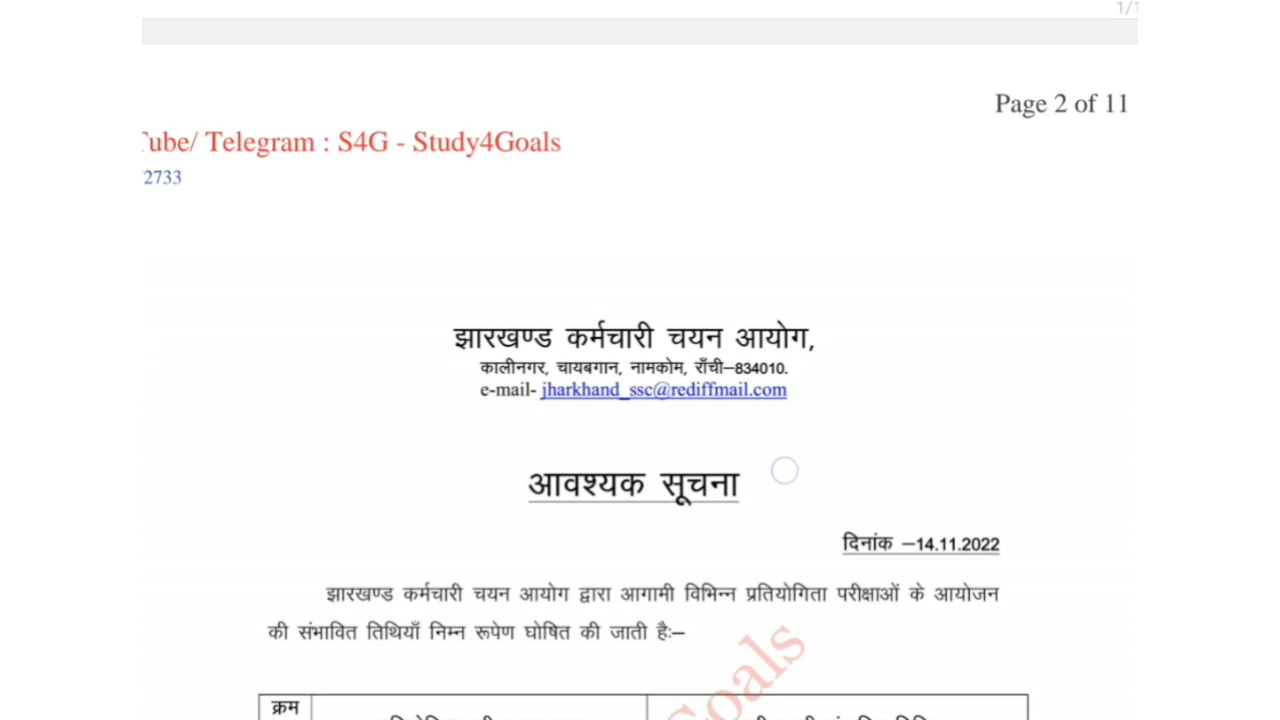 1/1
Page 2 of 11
Tube/ Telegram : S4G - Study4Goals
2733
झारखण्ड कर्मचारी चयन आयोग,
कालीनगर, चायबगान, नामकोम, राँची–834010.
e-mail- jharkhand_ssc@rediffmail.com
आवश्यक सूचना
दिनांक –14.11.2022
झारखण्ड कर्मचारी चयन आयोग द्वारा आगामी विभिन्न प्रतियोगिता परीक्षाओं के आयोजन
की संभावित तिथियाँ निम्न रूपेण घोषित की जाती है:–
Goals
क्रम